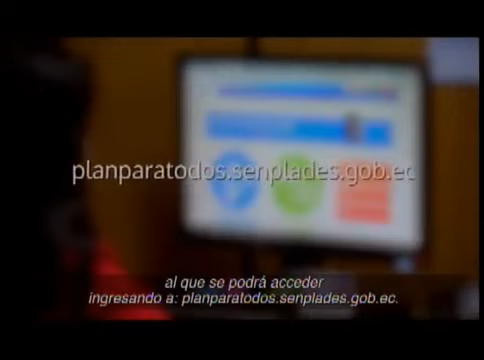 planparatodos.senplades.gob.ec
al que se podrá acceder
ingresando a: planparatodos.senplades.gob.ec.